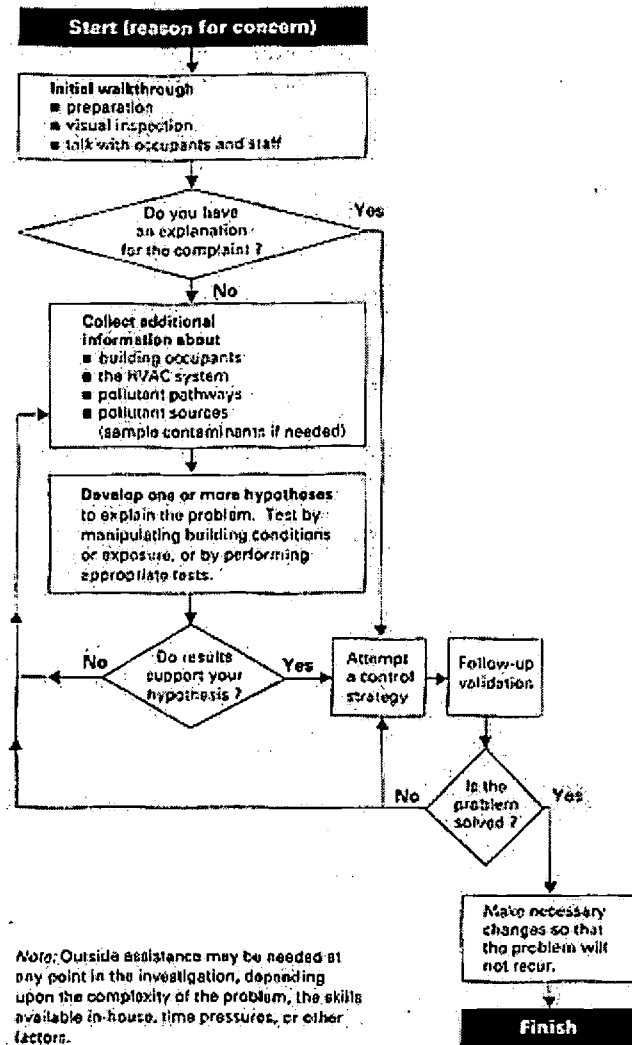 Start (reason for concern)
Initial walkthrough
■ preparation
■ visual inspection
■ talk with occupants and staff
Do you have
an explanation
for the complaint ?
Yes
No
Collect additional
information about
■ building occupants
■ the HVAC system
■ pollutant pathways
■ pollutant sources
(sample contaminants if needed)
Develop one or more hypotheses
to explain the problem. Test by
manipulating building conditions
or exposure, or by performing
appropriate tests.
No
Do results
support your
hypothesis ?
Yes
Attempt
a control
strategy
Follow-up
validation
No
Is the
problem
solved ?
Yes
Make necessary
changes so that
the problem will
not recur.
Note: Outside assistance may be needed at
any point in the investigation, depending
upon the complexity of the problem, the skills
available in-house, time pressures, or other
factors.
Finish